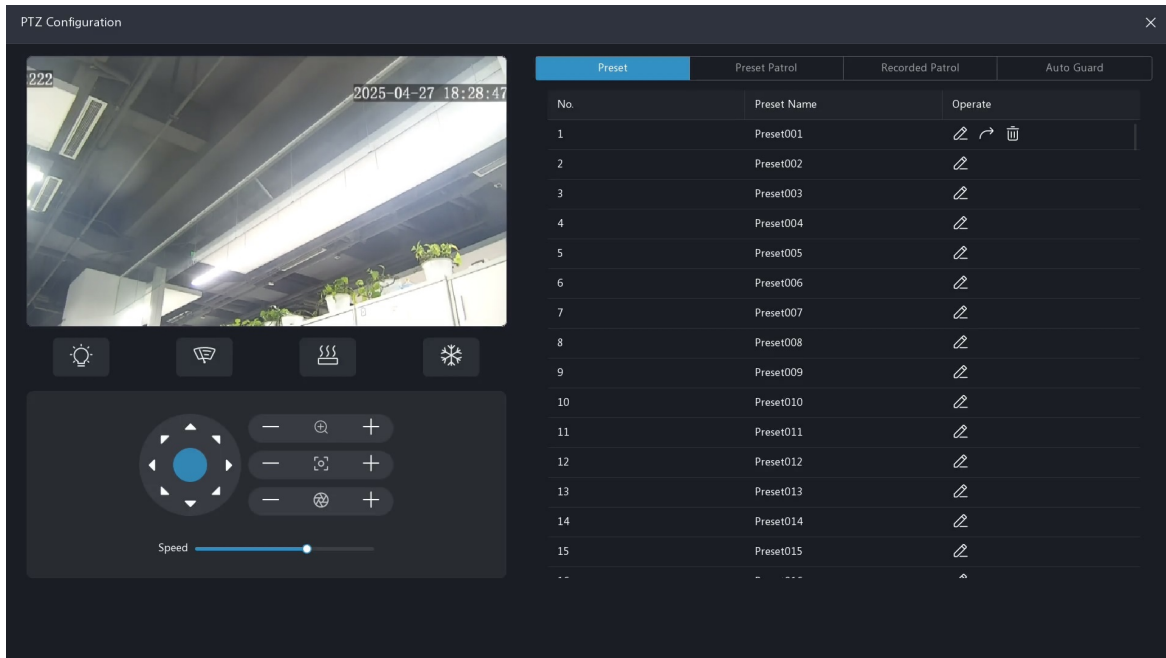 PTZ Configuration
222
2025-04-27 18:28:47
Speed
Preset
Preset Patrol
Recorded Patrol
Auto Guard
No. Preset Name Operate
1 Preset001
2 Preset002
3 Preset003
4 Preset004
5 Preset005
6 Preset006
7 Preset007
8 Preset008
9 Preset009
10 Preset010
11 Preset011
12 Preset012
13 Preset013
14 Preset014
15 Preset015